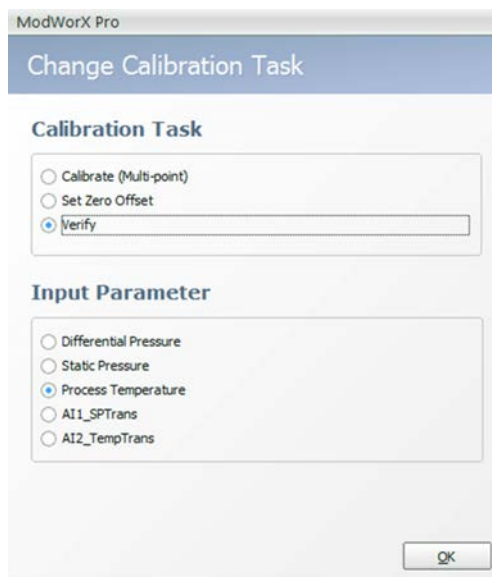 ModWorX Pro
Change Calibration Task
Calibration Task
Calibrate (Multi-point)
Set Zero Offset
Verify
Input Parameter
Differential Pressure
Static Pressure
Process Temperature
AI1_SPTrans
AI2_TempTrans
OK